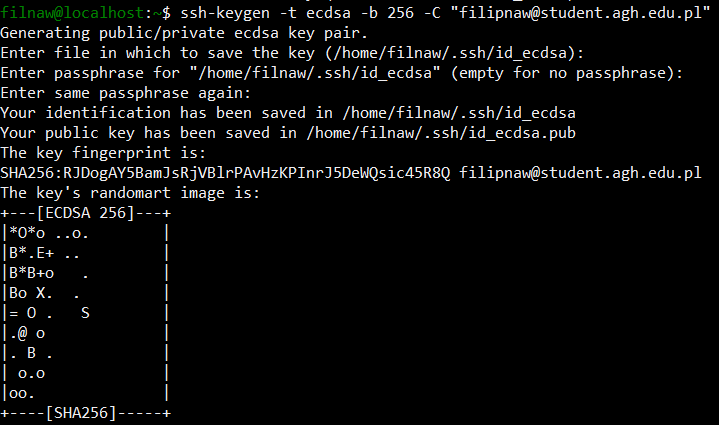 filnaw@localhost:~$ ssh-keygen -t ecdsa -b 256 -C "filipnaw@student.agh.edu.pl"
Generating public/private ecdsa key pair.
Enter file in which to save the key (/home/filnaw/.ssh/id_ecdsa):
Enter passphrase for "/home/filnaw/.ssh/id_ecdsa" (empty for no passphrase):
Enter same passphrase again:
Your identification has been saved in /home/filnaw/.ssh/id_ecdsa
Your public key has been saved in /home/filnaw/.ssh/id_ecdsa.pub
The key fingerprint is:
SHA256:RJDogAY5BamJsRjVBlrPAvHzKPInrJ5DeWQsic45R8Q filipnaw@student.agh.edu.pl
The key's randomart image is:
+---[ECDSA 256]---+
|*O*o ..o.        |
|B*.E+ ..         |
|B*B+o   .        |
|Bo X.  .         |
|= O .   S        |
|.@ o             |
|. B .            |
| o.o             |
|oo.              |
+----[SHA256]-----+